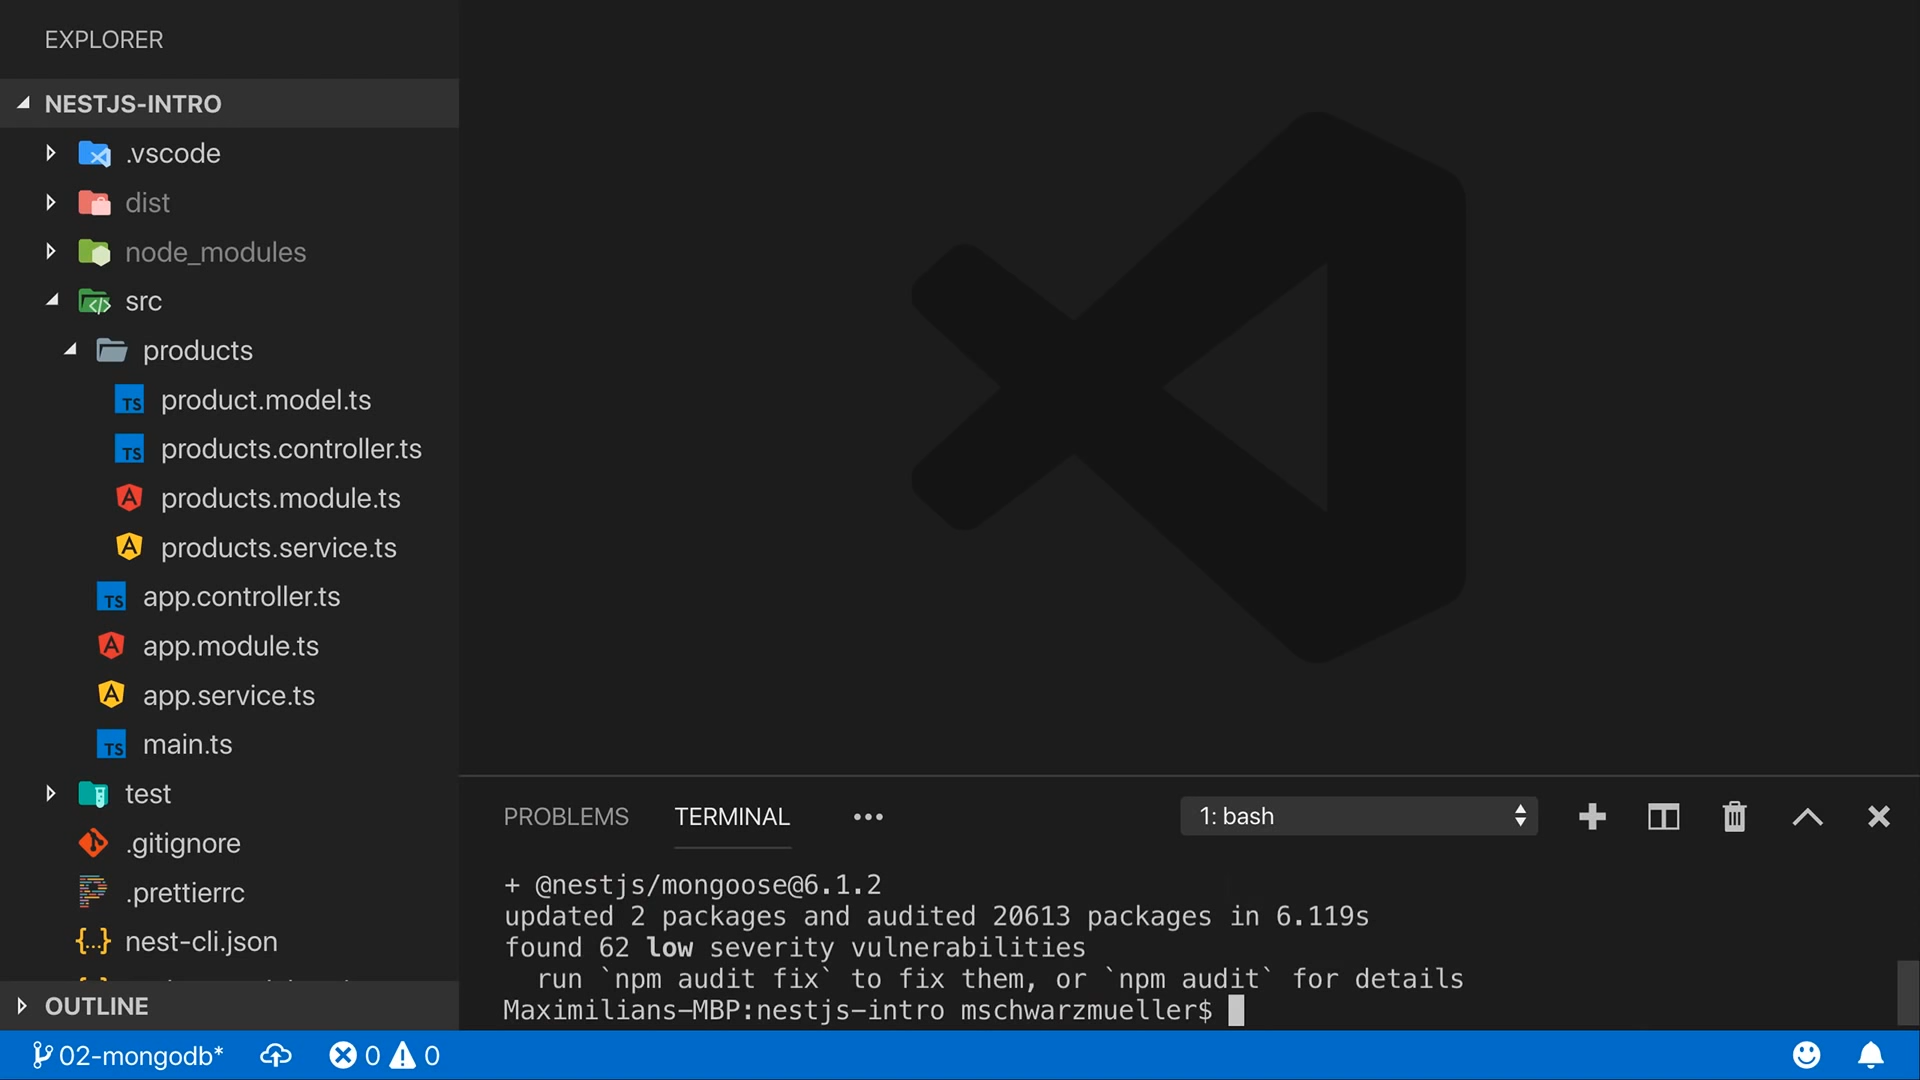 EXPLORER
NESTJS-INTRO
.vscode
dist
node_modules
src
products
TS product.model.ts
TS products.controller.ts
products.module.ts
products.service.ts
TS app.controller.ts
app.module.ts
app.service.ts
TS main.ts
test
.gitignore
.prettierrc
{...} nest-cli.json
OUTLINE
PROBLEMS TERMINAL ••• 1: bash
+ @nestjs/mongoose@6.1.2
updated 2 packages and audited 20613 packages in 6.119s
found 62 low severity vulnerabilities
run `npm audit fix` to fix them, or `npm audit` for details
Maximilians-MBP:nestjs-intro mschwarzmueller$
02-mongodb* 0 0